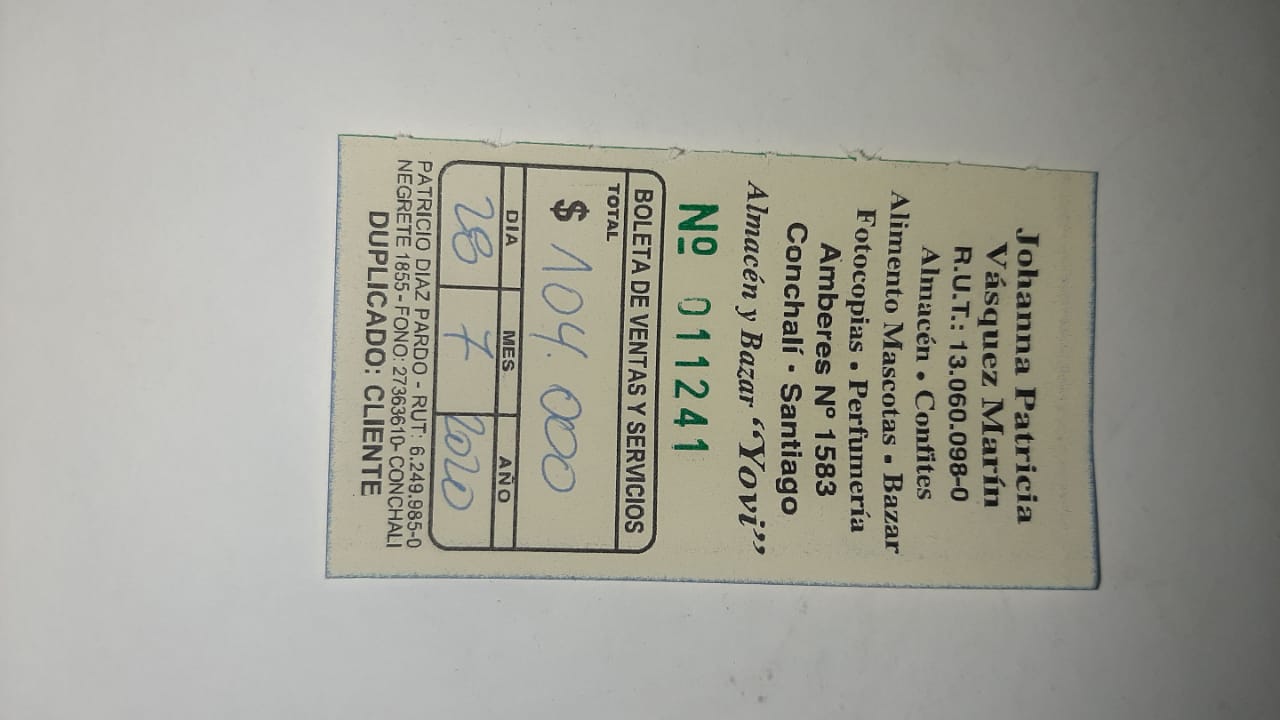 Johanna Patricia
Vásquez Marín
R.U.T.: 13.060.098-0
Almacén • Confites
Alimento Mascotas • Bazar
Fotocopias • Perfumería
Amberes Nº 1583
Conchalí - Santiago
Almacén y Bazar “Yovi”
Nº 011241
BOLETA DE VENTAS Y SERVICIOS
TOTAL
$ 104.000
DIA MES AÑO
28 7 2020
PATRICIO DIAZ PARDO - RUT: 6.249.985-0
NEGRETE 1855 - FONO: 27363610- CONCHALI
DUPLICADO: CLIENTE